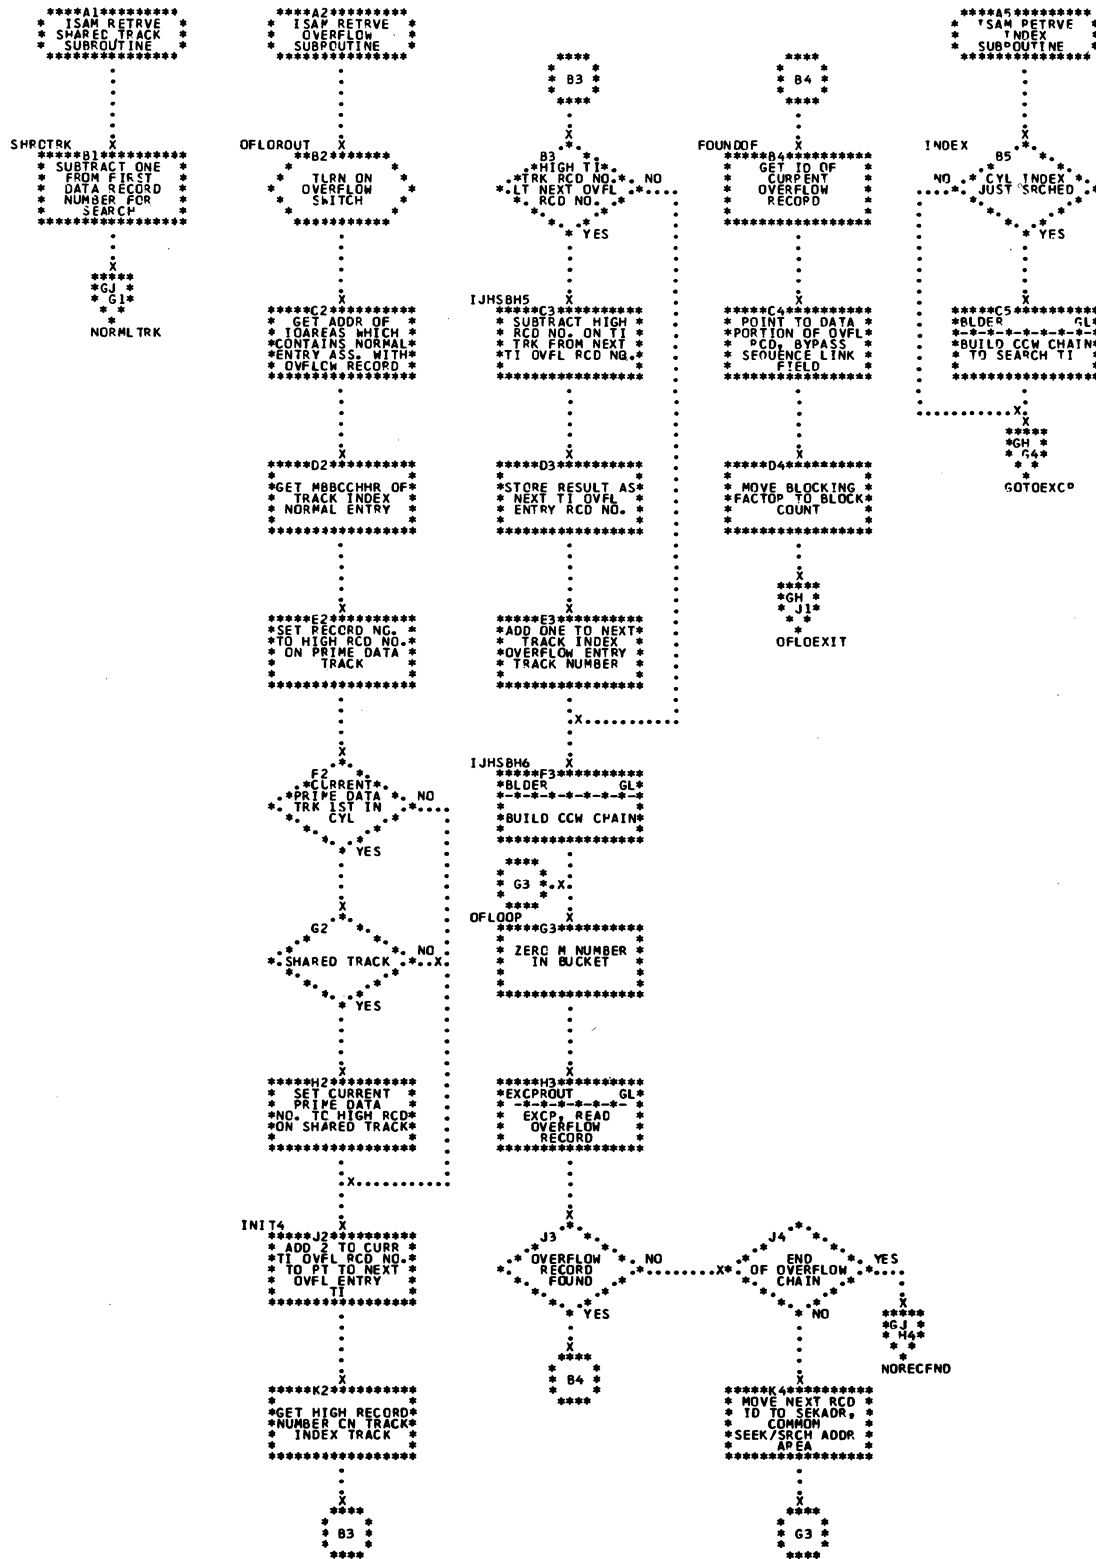 A1
ISAM RETRVE
SHARED TRACK
SUBROUTINE
SHRDTRK
B1
SUBTRACT ONE
FROM FIRST
DATA RECORD
NUMBER FOR
SEARCH
GJ
G1
NORMLTRK
A2
ISAM RETRVE
OVERFLOW
SUBROUTINE
OFLOROUT
B2
TURN ON
OVERFLOW
SWITCH
C2
GET ADDR OF
IOAREAS WHICH
CONTAINS NORMAL
ENTRY ASS. WITH
OVFLOW RECORD
D2
GET MBBCCHHR OF
TRACK INDEX
NORMAL ENTRY
E2
SET RECORD NO.
TO HIGH RCD NO.
ON PRIME DATA
TRACK
F2
CURRENT
PRIME DATA
TRK 1ST IN
CYL
NO
YES
G2
SHARED TRACK
NO
YES
H2
SET CURRENT
PRIME DATA
NO. TO HIGH RCD
ON SHARED TRACK
INIT4
J2
ADD 2 TO CURR
TI OVFL RCD NO.
TO PT TO NEXT
OVFL ENTRY
TI
K2
GET HIGH RECORD
NUMBER ON TRACK
INDEX TRACK
B3
B3
B3
HIGH TI
TRK RCD NO.
LT NEXT OVFL
RCD NO.
NO
YES
IJHSBH5
C3
SUBTRACT HIGH
RCD NO. ON TI
TRK FROM NEXT
TI OVFL RCD NO.
D3
STORE RESULT AS
NEXT TI OVFL
ENTRY RCD NO.
E3
ADD ONE TO NEXT
TRACK INDEX
OVERFLOW ENTRY
TRACK NUMBER
IJHSBH6
F3
BLDER GL
BUILD CCW CHAIN
G3
OFLOOP
G3
ZERO M NUMBER
IN BUCKET
H3
EXCPROUT GL
EXCP, READ
OVERFLOW
RECORD
J3
OVERFLOW
RECORD
FOUND
NO
YES
B4
B4
FOUNDOF
B4
GET ID OF
CURPENT
OVERFLOW
RECORD
C4
POINT TO DATA
PORTION OF OVFL
RCD, BYPASS
SEQUENCE LINK
FIELD
D4
MOVE BLOCKING
FACTOP TO BLOCK
COUNT
GH
J1
OFLOEXIT
J4
END
OF OVERFLOW
CHAIN
YES
NO
GJ
H4
NORECFND
K4
MOVE NEXT RCD
ID TO SEKADR,
COMMOM
SEEK/SRCH ADDR
AREA
G3
A5
ISAM RETRVE
INDEX
SUBROUTINE
INDEX
B5
CYL INDEX
JUST SRCHED
NO
YES
C5
BLDER GL
BUILD CCW CHAIN
TO SEARCH TI
GH
G4
GOTOEXCP